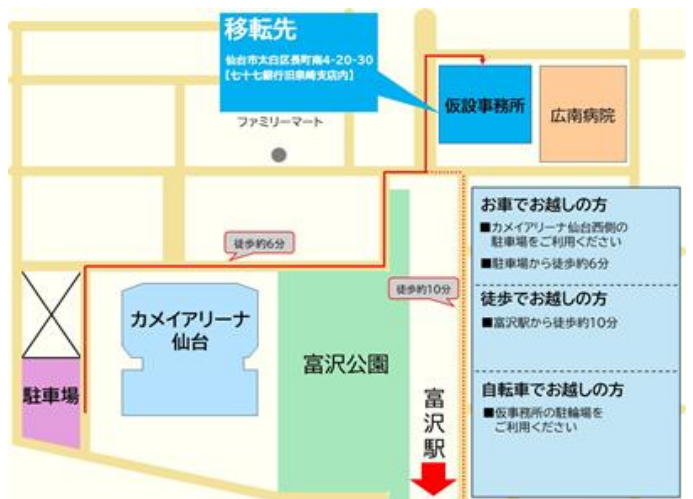 移転先
仙台市太白区長町南4-20-30
【七十七銀行旧泉崎支店内】
仮設事務所
広南病院
ファミリーマート
お車でお越しの方
■カメイアリーナ仙台西側の
駐車場をご利用ください
■駐車場から徒歩約6分
徒歩約6分
徒歩約10分
徒歩でお越しの方
■富沢駅から徒歩約10分
カメイアリーナ
仙台
富沢公園
駐車場
富沢駅
自転車でお越しの方
■仮事務所の駐輪場を
ご利用ください